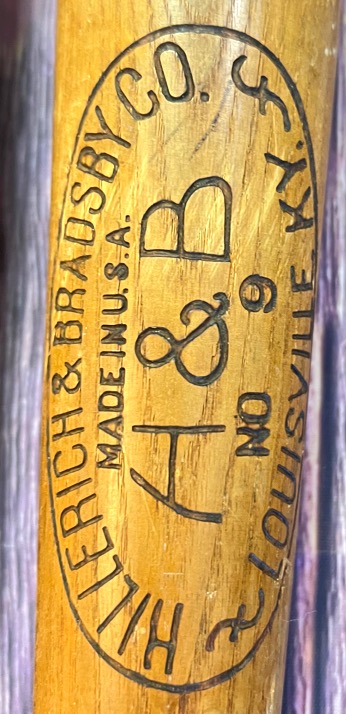 HILLERICH & BRADSBY CO.
MADE IN U.S.A.
H & B
NO 9
LOUISVILLE, KY.